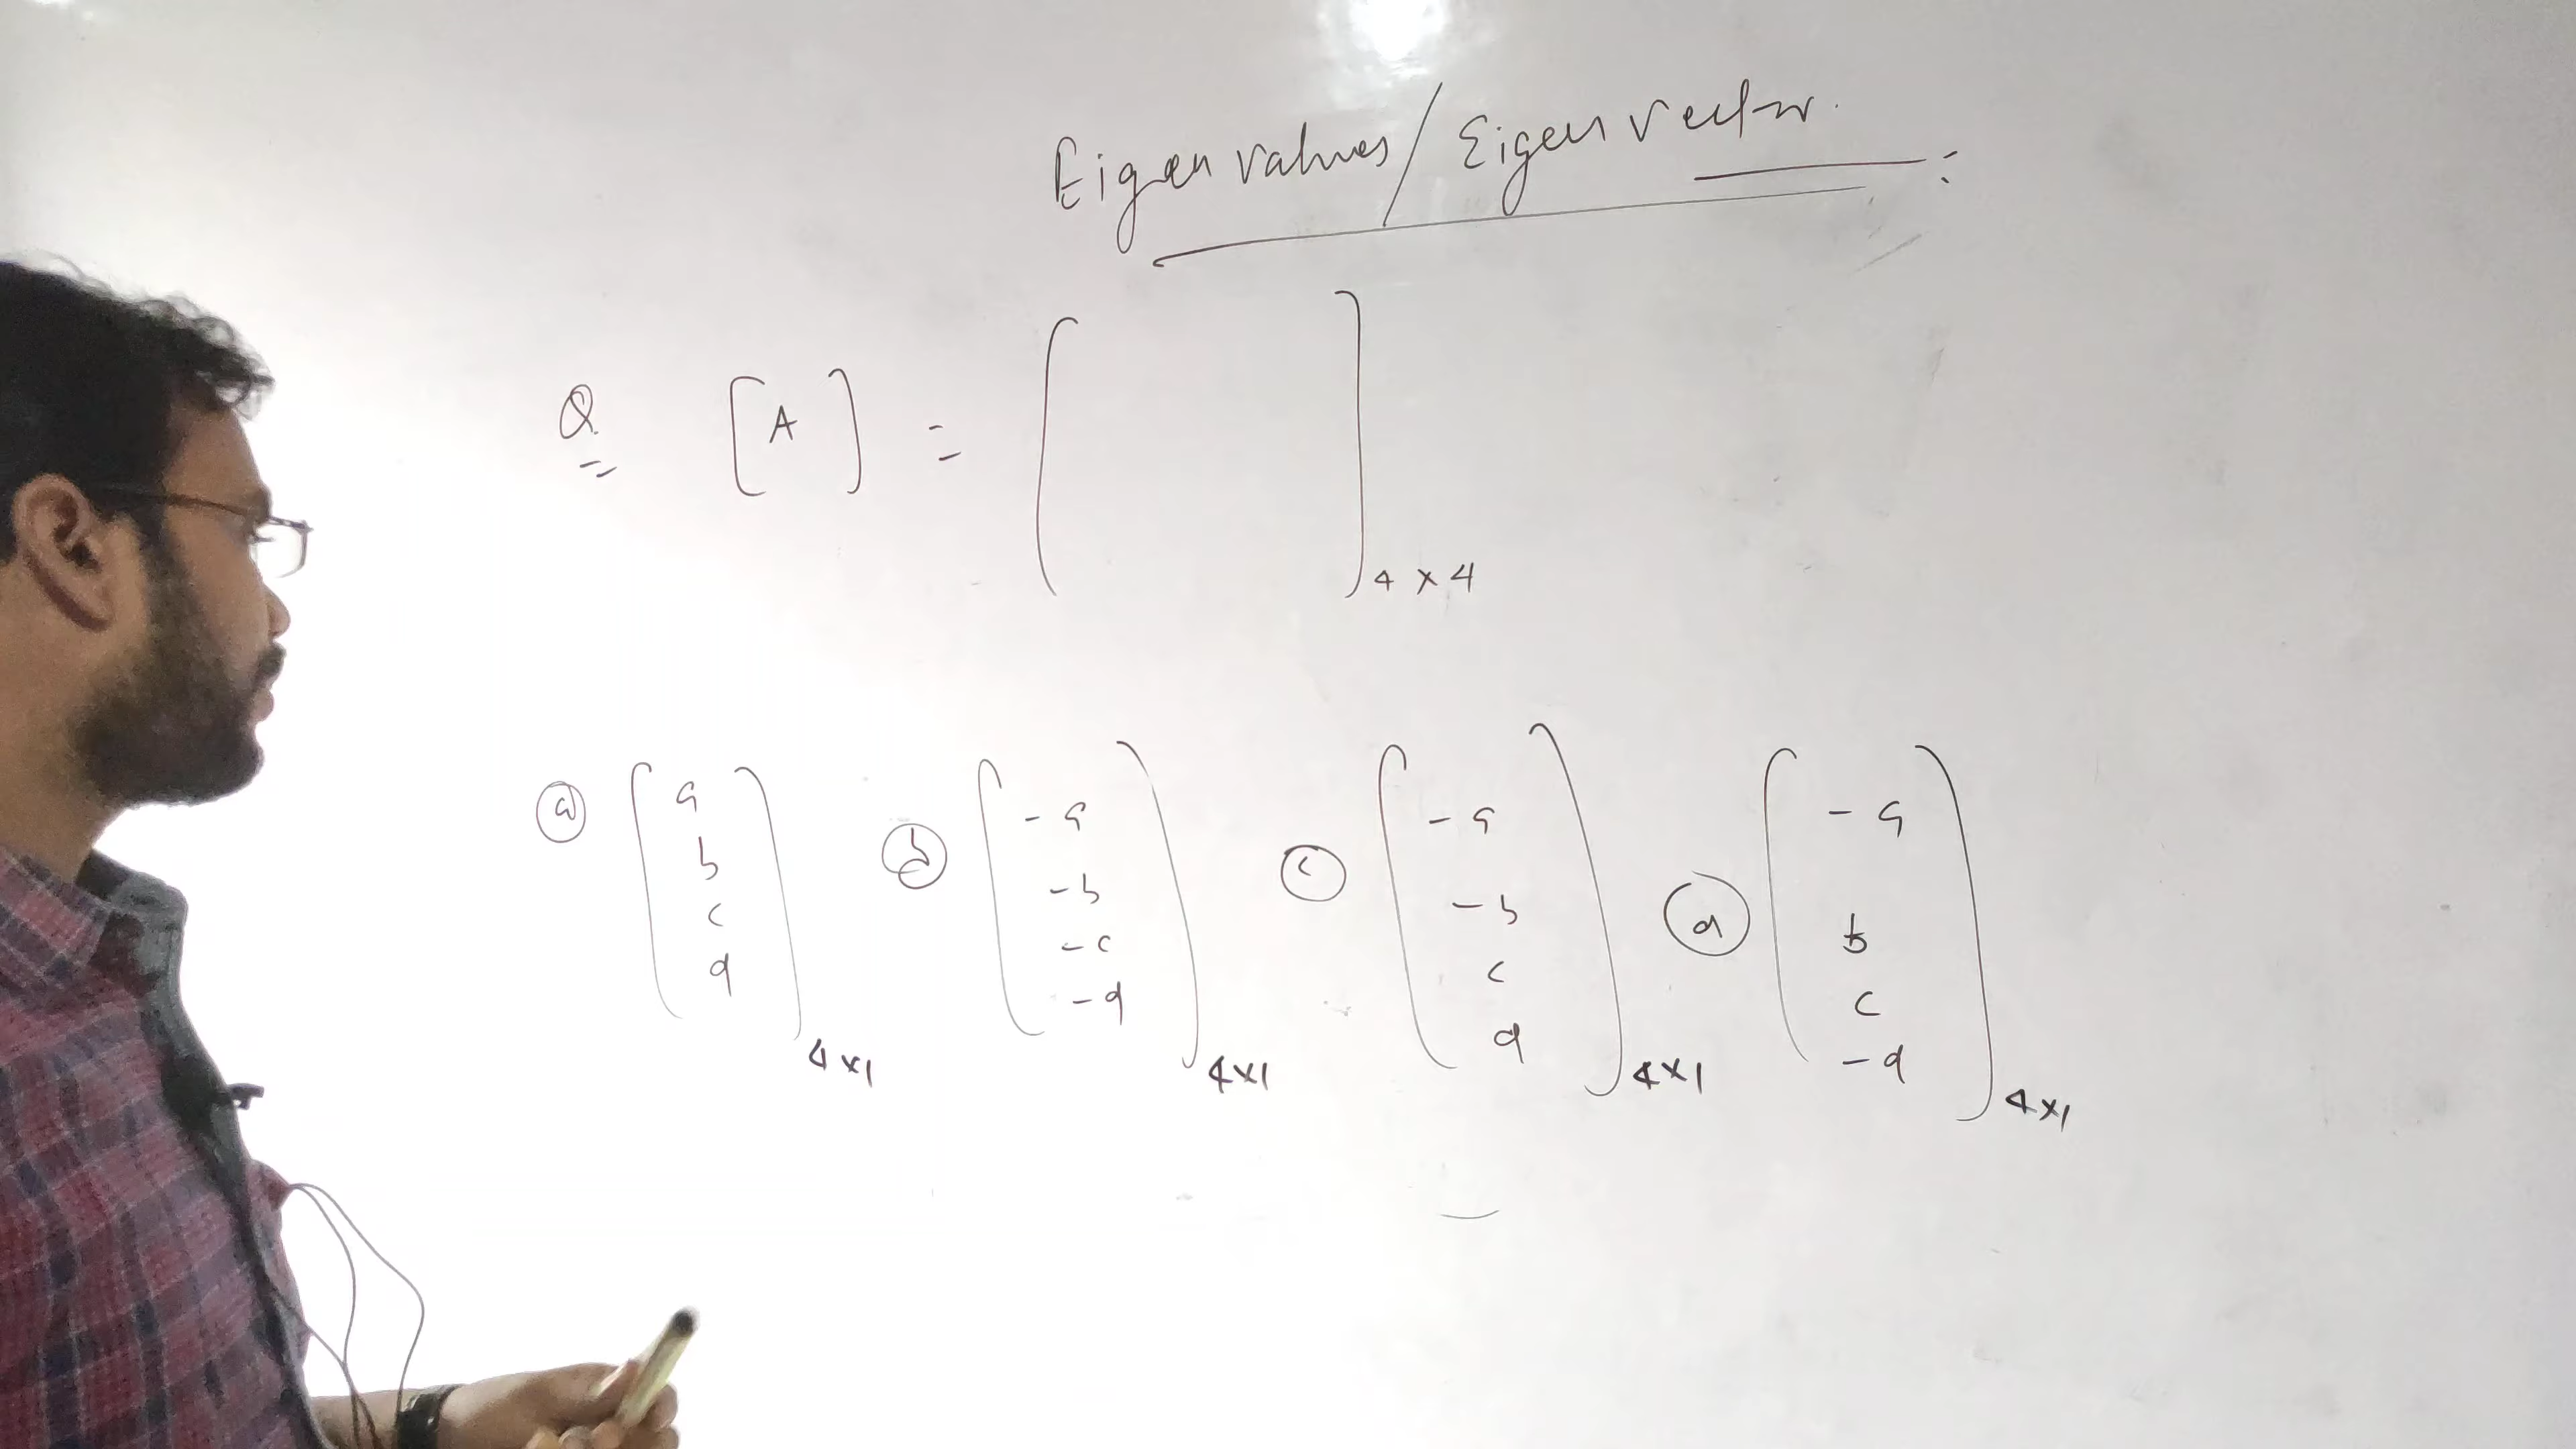 Eigen values / Eigen vector :
Q = [ A ] = [ ] 4 x 4
(a) [ a b c d ] 4 x 1
(b) [ - a - b - c - d ] 4 x 1
(c) [ - a - b c d ] 4 x 1
(d) [ - a b c - d ] 4 x 1